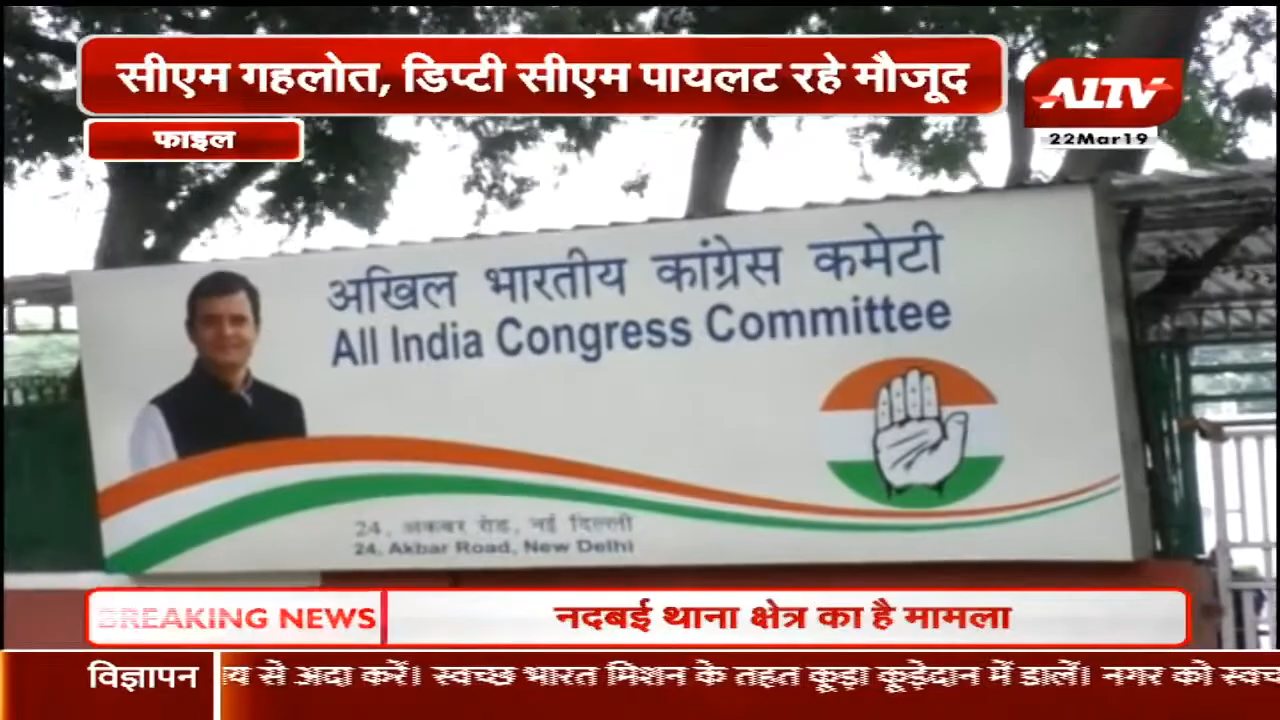 सीएम गहलोत, डिप्टी सीएम पायलट रहे मौजूद
ALTV
22Mar19
फाइल
अखिल भारतीय कांग्रेस कमेटी
All India Congress Committee
24, अकबर रोड, नई दिल्ली
24, Akbar Road, New Delhi
BREAKING NEWS
नदबई थाना क्षेत्र का है मामला
विज्ञापन
य से अदा करें। स्वच्छ भारत मिशन के तहत कूड़ा कूड़ेदान में डालें। नगर को स्वच